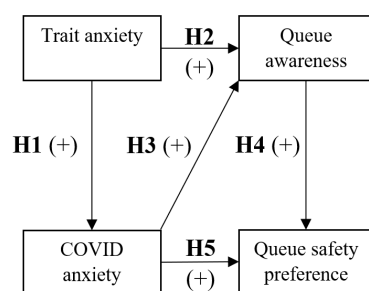 Trait anxiety
H2
(+)
Queue
awareness
H1 (+)
H3 (+)
H4 (+)
COVID
anxiety
H5
(+)
Queue safety
preference